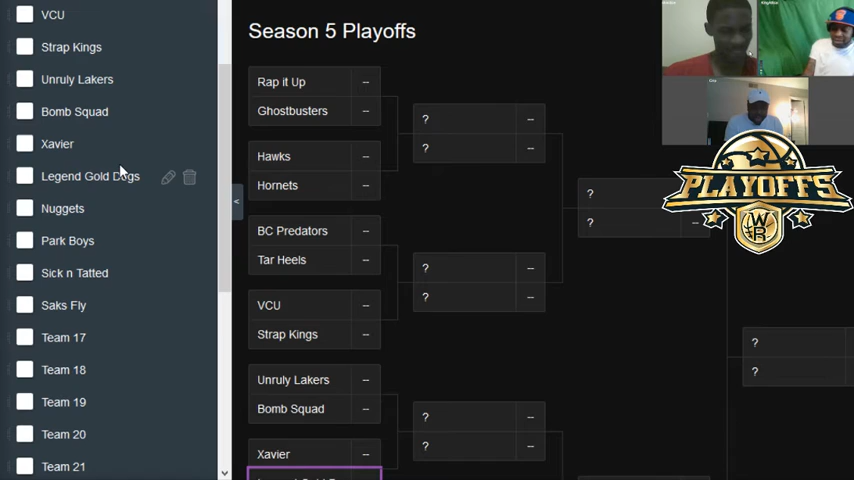 VCU
Strap Kings
Unruly Lakers
Bomb Squad
Xavier
Legend Gold Dogs
Nuggets
Park Boys
Sick n Tatted
Saks Fly
Team 17
Team 18
Team 19
Team 20
Team 21
<
Season 5 Playoffs
Rap it Up --
Ghostbusters --
Hawks --
Hornets --
BC Predators --
Tar Heels --
VCU --
Strap Kings --
Unruly Lakers --
Bomb Squad --
Xavier --
? --
? --
? --
? --
? --
? --
?
? --
?
?
PLAYOFFS
WR